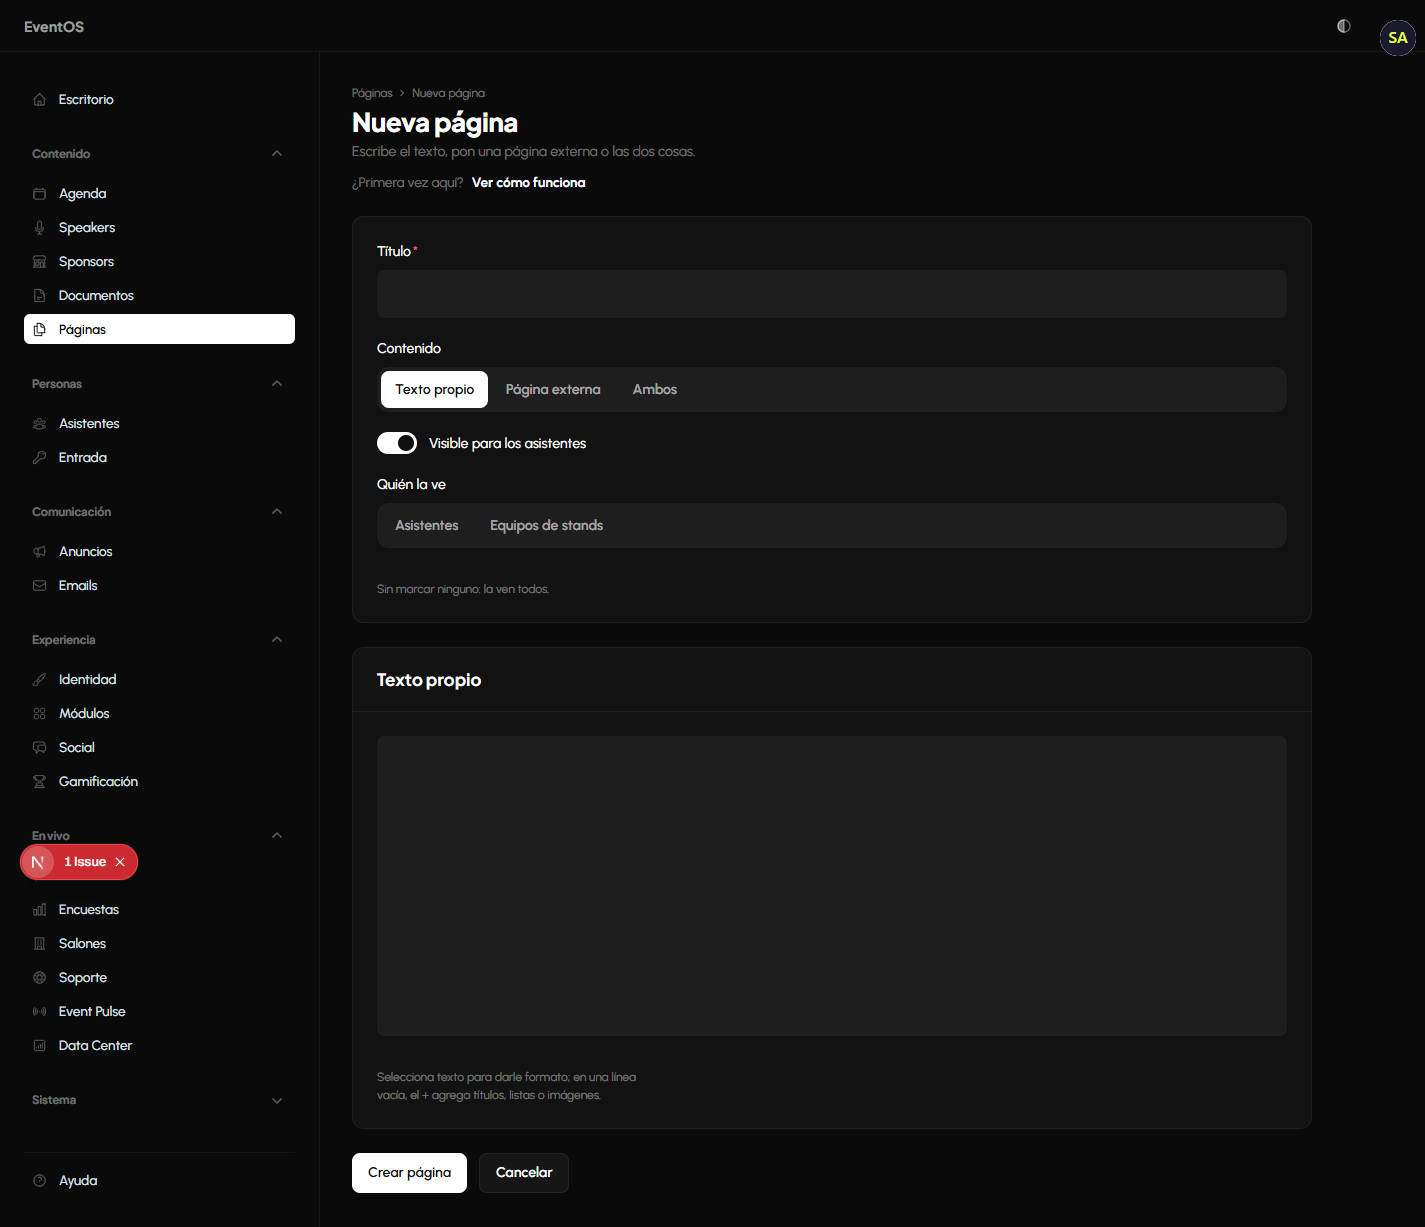 EventOS
SA
Escritorio
Contenido
Agenda
Speakers
Sponsors
Documentos
Páginas
Personas
Asistentes
Entrada
Comunicación
Anuncios
Emails
Experiencia
Identidad
Módulos
Social
Gamificación
En vivo
N 1 Issue
Encuestas
Salones
Soporte
Event Pulse
Data Center
Sistema
Ayuda
Páginas > Nueva página
Nueva página
Escribe el texto, pon una página externa o las dos cosas.
¿Primera vez aquí? Ver cómo funciona
Título*
Contenido
Texto propio Página externa Ambos
Visible para los asistentes
Quién la ve
Asistentes Equipos de stands
Sin marcar ninguno: la ven todos.
Texto propio
Selecciona texto para darle formato; en una línea
vacía, el + agrega títulos, listas o imágenes.
Crear página Cancelar